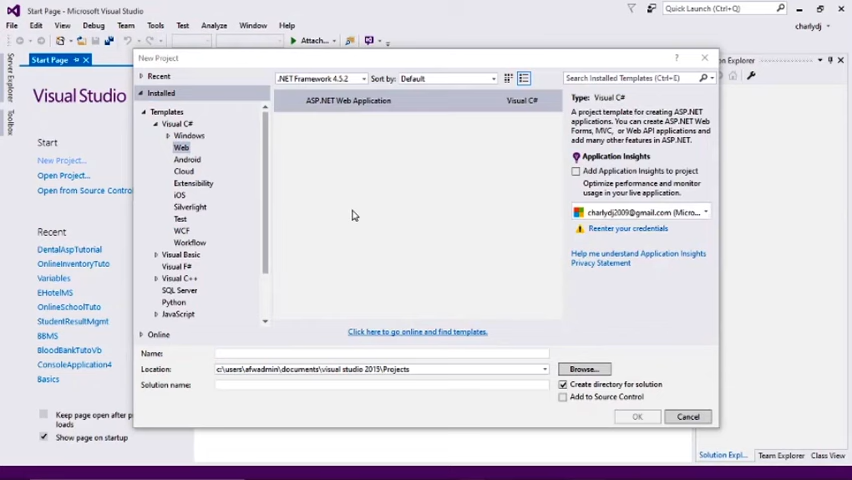 Start Page - Microsoft Visual Studio
Quick Launch (Ctrl+Q)
File Edit View Debug Team Tools Test Analyze Window Help
charlydj
Attach...
Server Explorer
Toolbox
Start Page
Visual Studio
Start
New Project...
Open Project...
Open from Source Control
Recent
DentalAspTutorial
OnlineInventoryTuto
Variables
EHotelMS
OnlineSchoolTuto
StudentResultMgmt
BBMS
BloodBankTutoVb
ConsoleApplication4
Basics
Keep page open after p
loads
Show page on startup
New Project
? 
Recent
Installed
Templates
Visual C#
Windows
Web
Android
Cloud
Extensibility
iOS
Silverlight
Test
WCF
Workflow
Visual Basic
Visual F#
Visual C++
SQL Server
Python
JavaScript
Online
.NET Framework 4.5.2
Sort by: Default
ASP.NET Web Application Visual C#
Click here to go online and find templates.
Search Installed Templates (Ctrl+E)
Type: Visual C#
A project template for creating ASP.NET
applications. You can create ASP.NET Web
Forms, MVC, or Web API applications and
add many other features in ASP.NET.
Application Insights
Add Application Insights to project
Optimize performance and monitor
usage in your live application.
charlydj2009@gmail.com (Micro...
Reenter your credentials
Help me understand Application Insights
Privacy Statement
Name:
Location: c:\users\afwadmin\documents\visual studio 2015\Projects
Browse...
Solution name:
Create directory for solution
Add to Source Control
OK Cancel
Explorer
Solution Expl... Team Explorer Class View